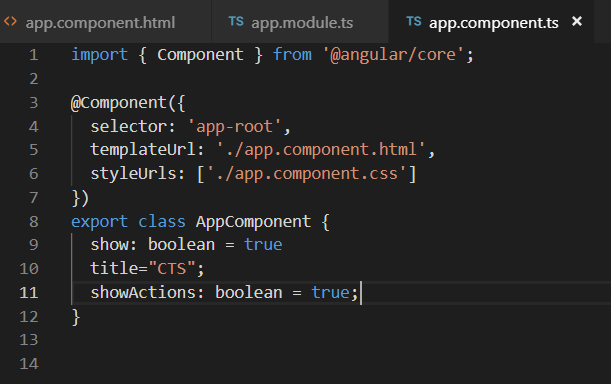 <> app.component.html TS app.module.ts TS app.component.ts ×
1 import { Component } from '@angular/core';
2
3 @Component({
4   selector: 'app-root',
5   templateUrl: './app.component.html',
6   styleUrls: ['./app.component.css']
7 })
8 export class AppComponent {
9   show: boolean = true
10   title="CTS";
11   showActions: boolean = true;
12 }
13
14